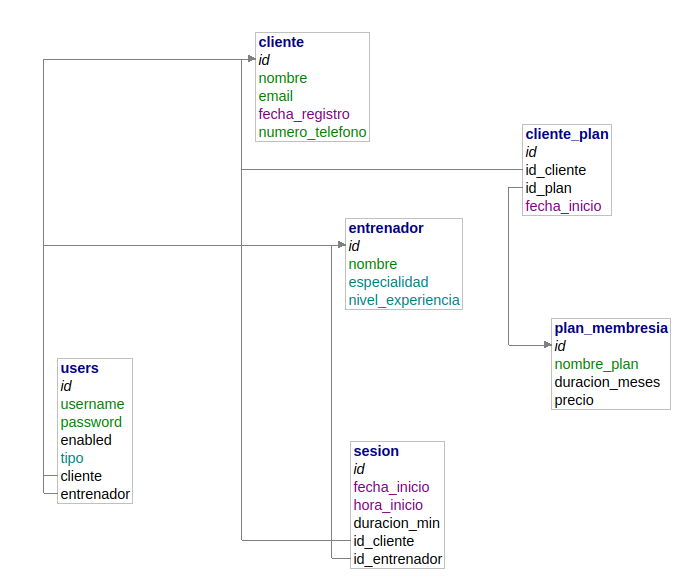 cliente
id
nombre
email
fecha_registro
numero_telefono
cliente_plan
id
id_cliente
id_plan
fecha_inicio
entrenador
id
nombre
especialidad
nivel_experiencia
plan_membresia
id
nombre_plan
duracion_meses
precio
users
id
username
password
enabled
tipo
cliente
entrenador
sesion
id
fecha_inicio
hora_inicio
duracion_min
id_cliente
id_entrenador